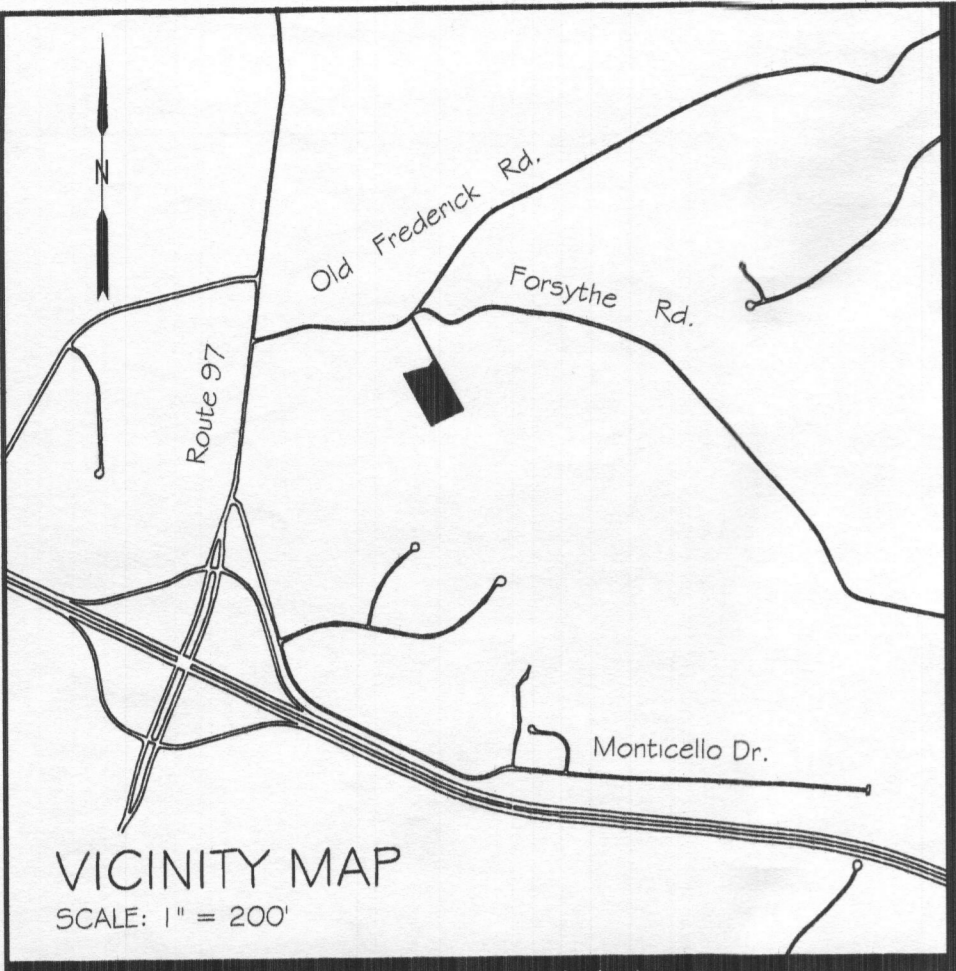 N
Old Frederick Rd.
Forsythe Rd.
Route 97
Monticello Dr.
VICINITY MAP
SCALE: 1" = 200'